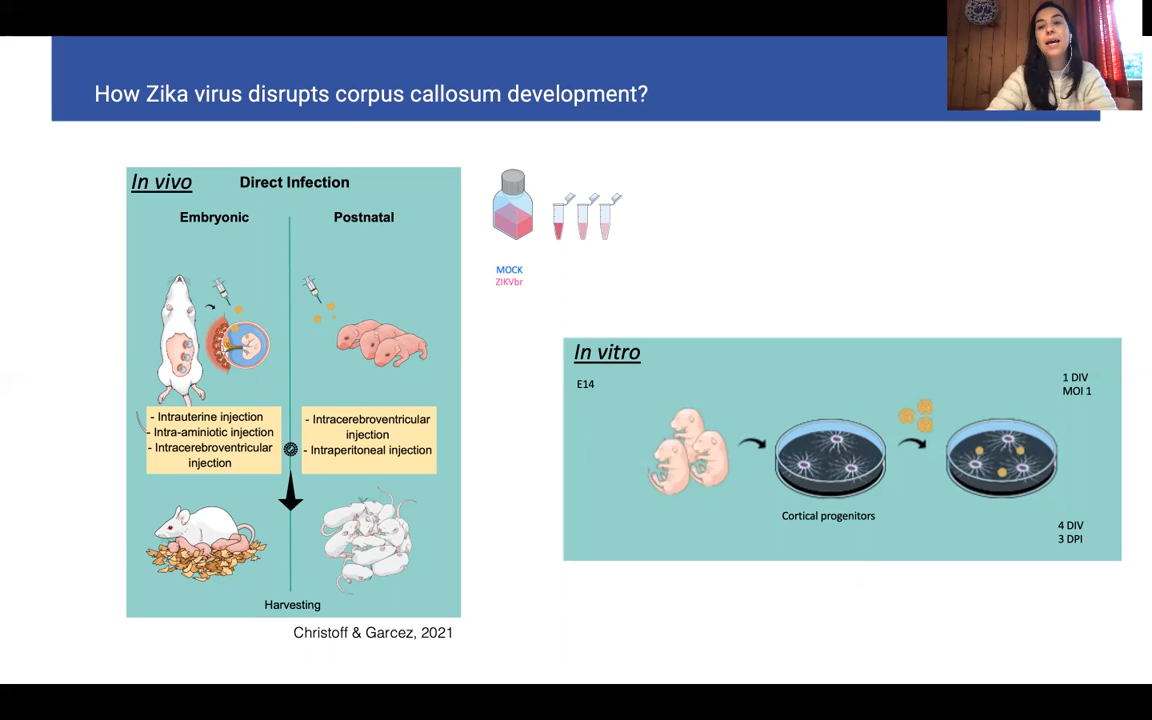 How Zika virus disrupts corpus callosum development?
In vivo
Direct Infection
Embryonic
Postnatal
- Intrauterine injection
- Intra-aminiotic injection
- Intracerebroventricular
injection
- Intracerebroventricular
injection
- Intraperitoneal injection
Harvesting
Christoff & Garcez, 2021
MOCK
ZIKVbr
In vitro
E14
1 DIV
MOI 1
Cortical progenitors
4 DIV
3 DPI